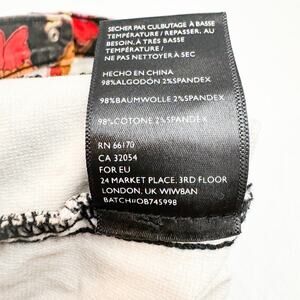 SECHER PAR CULBUTAGE À BASSE
TEMPÉRATURE / REPASSER, AU
BESOIN, À TRÈS BASSE
TEMPÉRATURE /
NE PAS NETTOYER À SEC
HECHO EN CHINA
98%ALGODÓN 2%SPANDEX
98%BAUMWOLLE 2%SPANDEX
98%COTONE 2%SPANDEX
RN 66170
CA 32054
FOR EU
24 MARKET PLACE, 3RD FLOOR
LONDON, UK WIW8AN
BATCH#OB745998